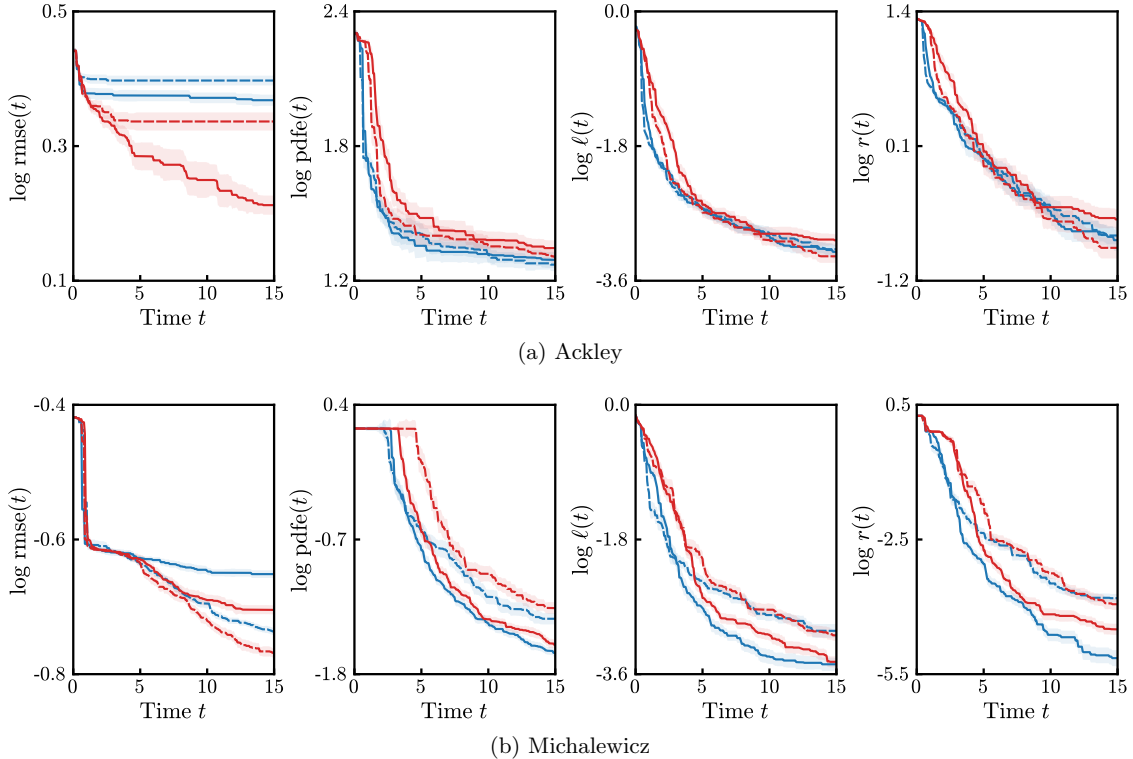 0.5
0.3
0.1
log rmse(t)
0 5 10 15
Time t
2.4
1.8
1.2
log pdfe(t)
0 5 10 15
Time t
0.0
-1.8
-3.6
log ℓ(t)
0 5 10 15
Time t
1.4
0.1
-1.2
log r(t)
0 5 10 15
Time t
(a) Ackley
-0.4
-0.6
-0.8
log rmse(t)
0 5 10 15
Time t
0.4
-0.7
-1.8
log pdfe(t)
0 5 10 15
Time t
0.0
-1.8
-3.6
log ℓ(t)
0 5 10 15
Time t
0.5
-2.5
-5.5
log r(t)
0 5 10 15
Time t
(b) Michalewicz